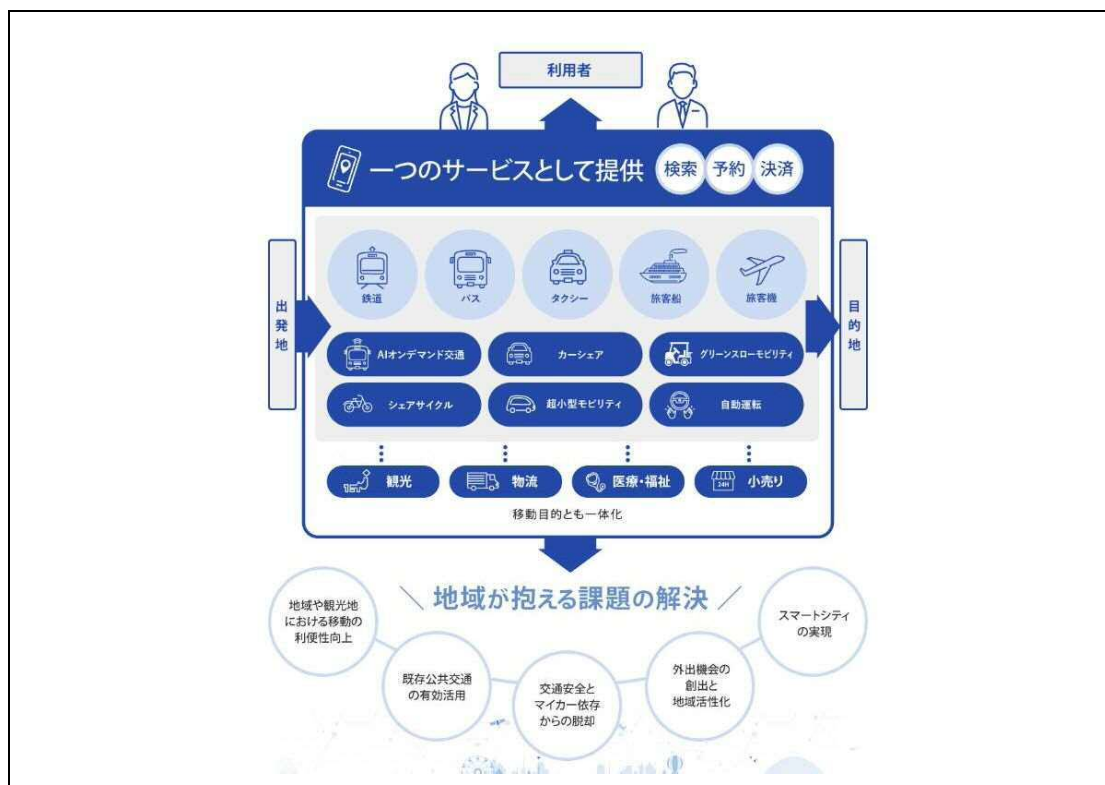 利用者
一つのサービスとして提供
検索
予約
決済
出発地
鉄道
バス
タクシー
旅客船
旅客機
目的地
AIオンデマンド交通
カーシェア
グリーンスローモビリティ
シェアサイクル
超小型モビリティ
自動運転
観光
物流
医療・福祉
24H
小売り
移動目的とも一体化
地域が抱える課題の解決
地域や観光地
における移動の
利便性向上
既存公共交通
の有効活用
交通安全と
マイカー依存
からの脱却
外出機会の
創出と
地域活性化
スマートシティ
の実現